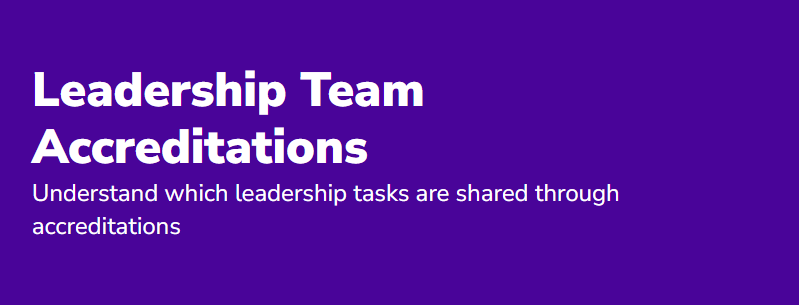 Leadership Team
Accreditations
Understand which leadership tasks are shared through
accreditations